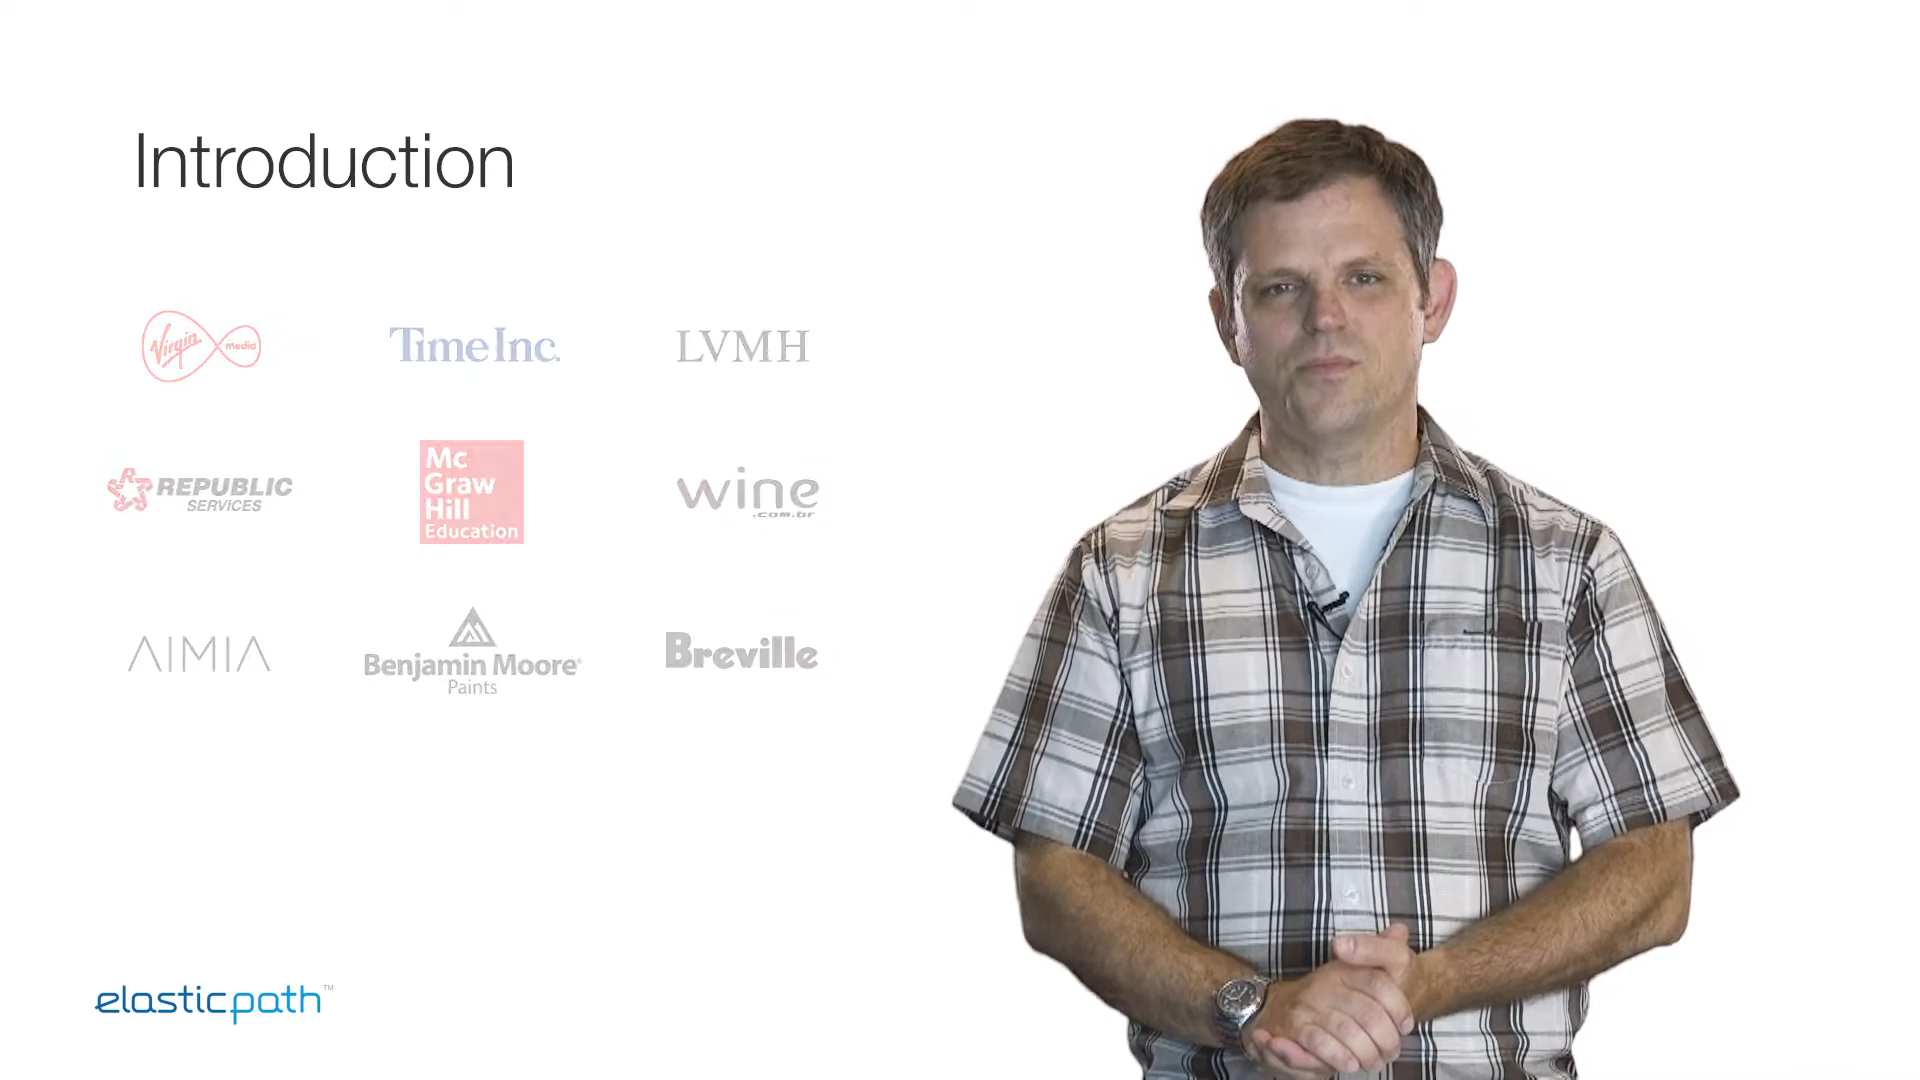 Introduction
Virgin media
Time Inc.
LVMH
REPUBLIC
SERVICES
Mc
Graw
Hill
Education
wine
.com.br
AIMIA
Benjamin Moore®
Paints
Breville
elasticpath™